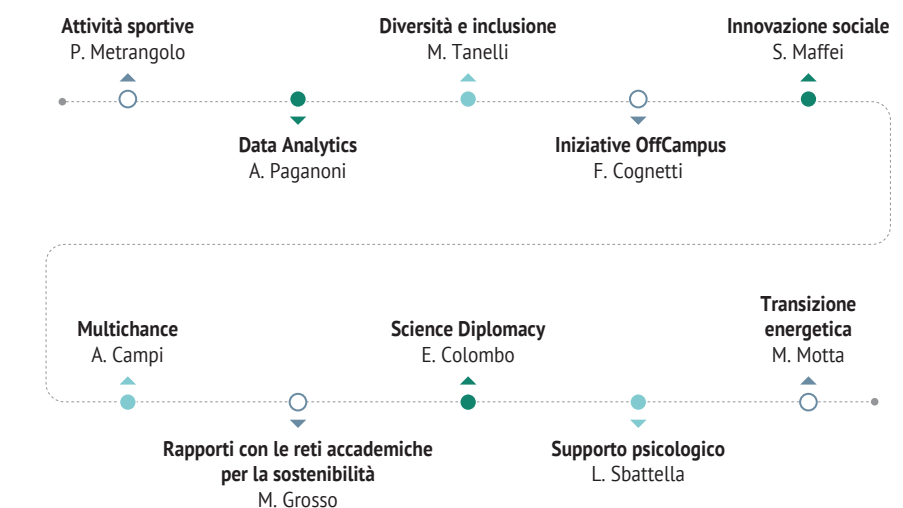 Attività sportive
P. Metrangolo
Data Analytics
A. Paganoni
Diversità e inclusione
M. Tanelli
Iniziative OffCampus
F. Cognetti
Innovazione sociale
S. Maffei
Multichance
A. Campi
Rapporti con le reti accademiche
per la sostenibilità
M. Grosso
Science Diplomacy
E. Colombo
Supporto psicologico
L. Sbattella
Transizione
energetica
M. Motta